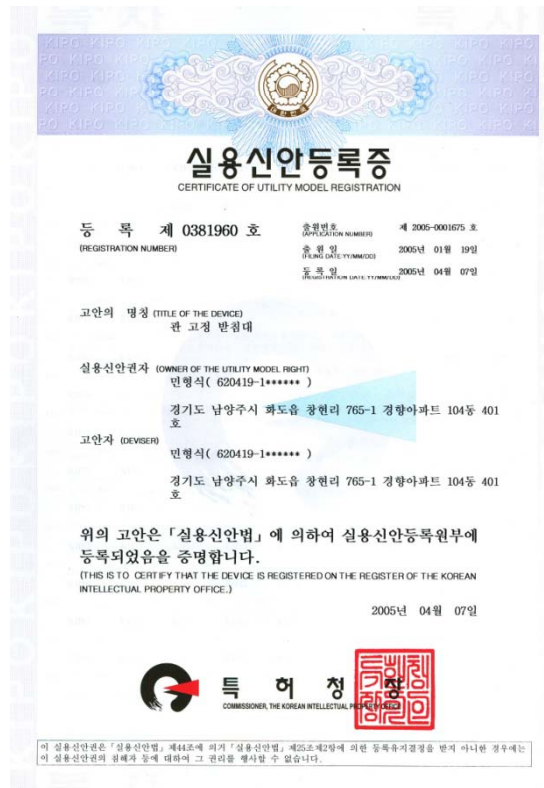 실용신안등록증
CERTIFICATE OF UTILITY MODEL REGISTRATION
등 록 제 0381960 호
(REGISTRATION NUMBER)
출원번호 제 2005-0001675 호
(APPLICATION NUMBER)
출 원 일 2005년 01월 19일
(FILING DATE:YY/MM/DD)
등 록 일 2005년 04월 07일
(REGISTRATION DATE:YY/MM/DD)
고안의 명칭 (TITLE OF THE DEVICE)
관 고정 받침대
실용신안권자 (OWNER OF THE UTILITY MODEL RIGHT)
민형식( 620419-1****** )
경기도 남양주시 화도읍 창현리 765-1 경향아파트 104동 401
호
고안자 (DEVISER)
민형식( 620419-1****** )
경기도 남양주시 화도읍 창현리 765-1 경향아파트 104동 401
호
위의 고안은「실용신안법」에 의하여 실용신안등록원부에
등록되었음을 증명합니다.
(THIS IS TO CERTIFY THAT THE DEVICE IS REGISTERED ON THE REGISTER OF THE KOREAN
INTELLECTUAL PROPERTY OFFICE.)
2005년 04월 07일
특 허 청 장
COMMISSIONER, THE KOREAN INTELLECTUAL PROPERTY OFFICE
이 실용신안권은「실용신안법」제44조에 의거「실용신안법」제25조제2항에 의한 등록유지결정을 받지 아니한 경우에는
이 실용신안권의 침해자 등에 대하여 그 권리를 행사할 수 없습니다.